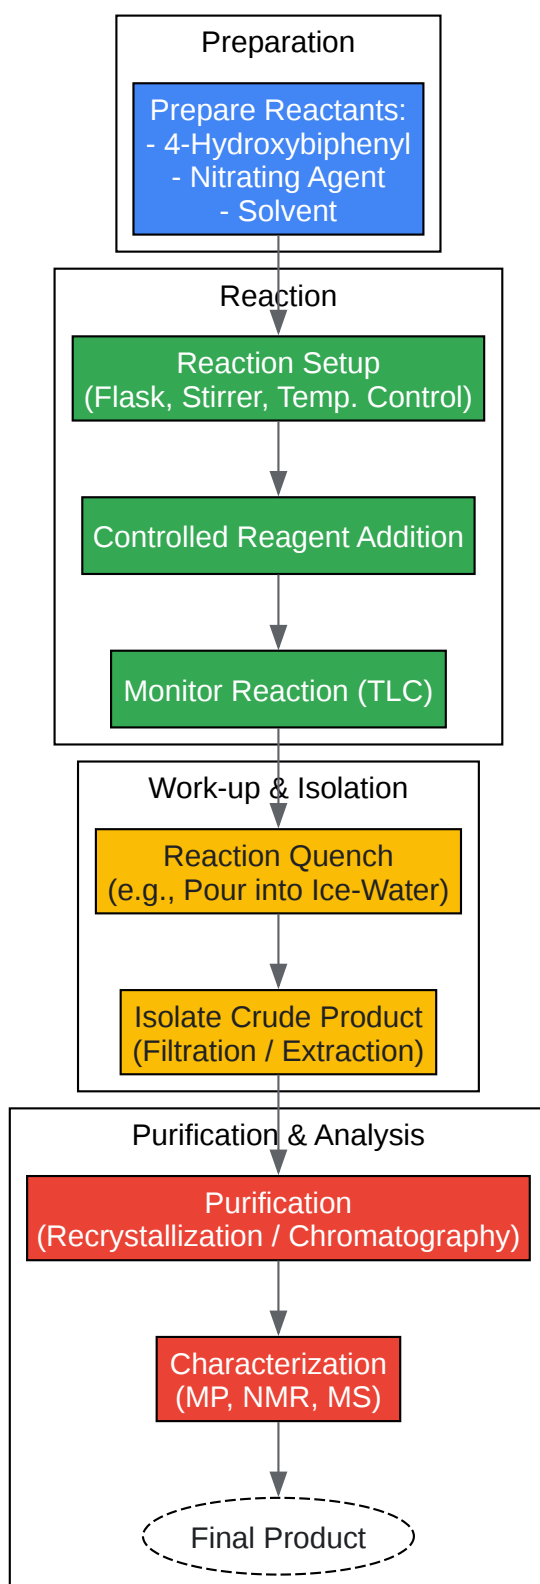 Preparation
Prepare Reactants:
- 4-Hydroxybiphenyl
- Nitrating Agent
- Solvent
Reaction
Reaction Setup
(Flask, Stirrer, Temp. Control)
Controlled Reagent Addition
Monitor Reaction (TLC)
Work-up & Isolation
Reaction Quench
(e.g., Pour into Ice-Water)
Isolate Crude Product
(Filtration / Extraction)
Purification & Analysis
Purification
(Recrystallization / Chromatography)
Characterization
(MP, NMR, MS)
Final Product